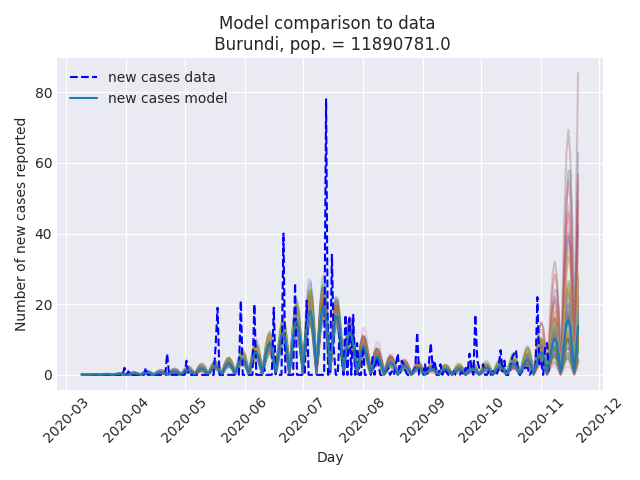 Model comparison to data
Burundi, pop. = 11890781.0
new cases data
new cases model
Number of new cases reported
80
60
40
20
0
2020-03
2020-04
2020-05
2020-06
2020-07
2020-08
2020-09
2020-10
2020-11
2020-12
Day